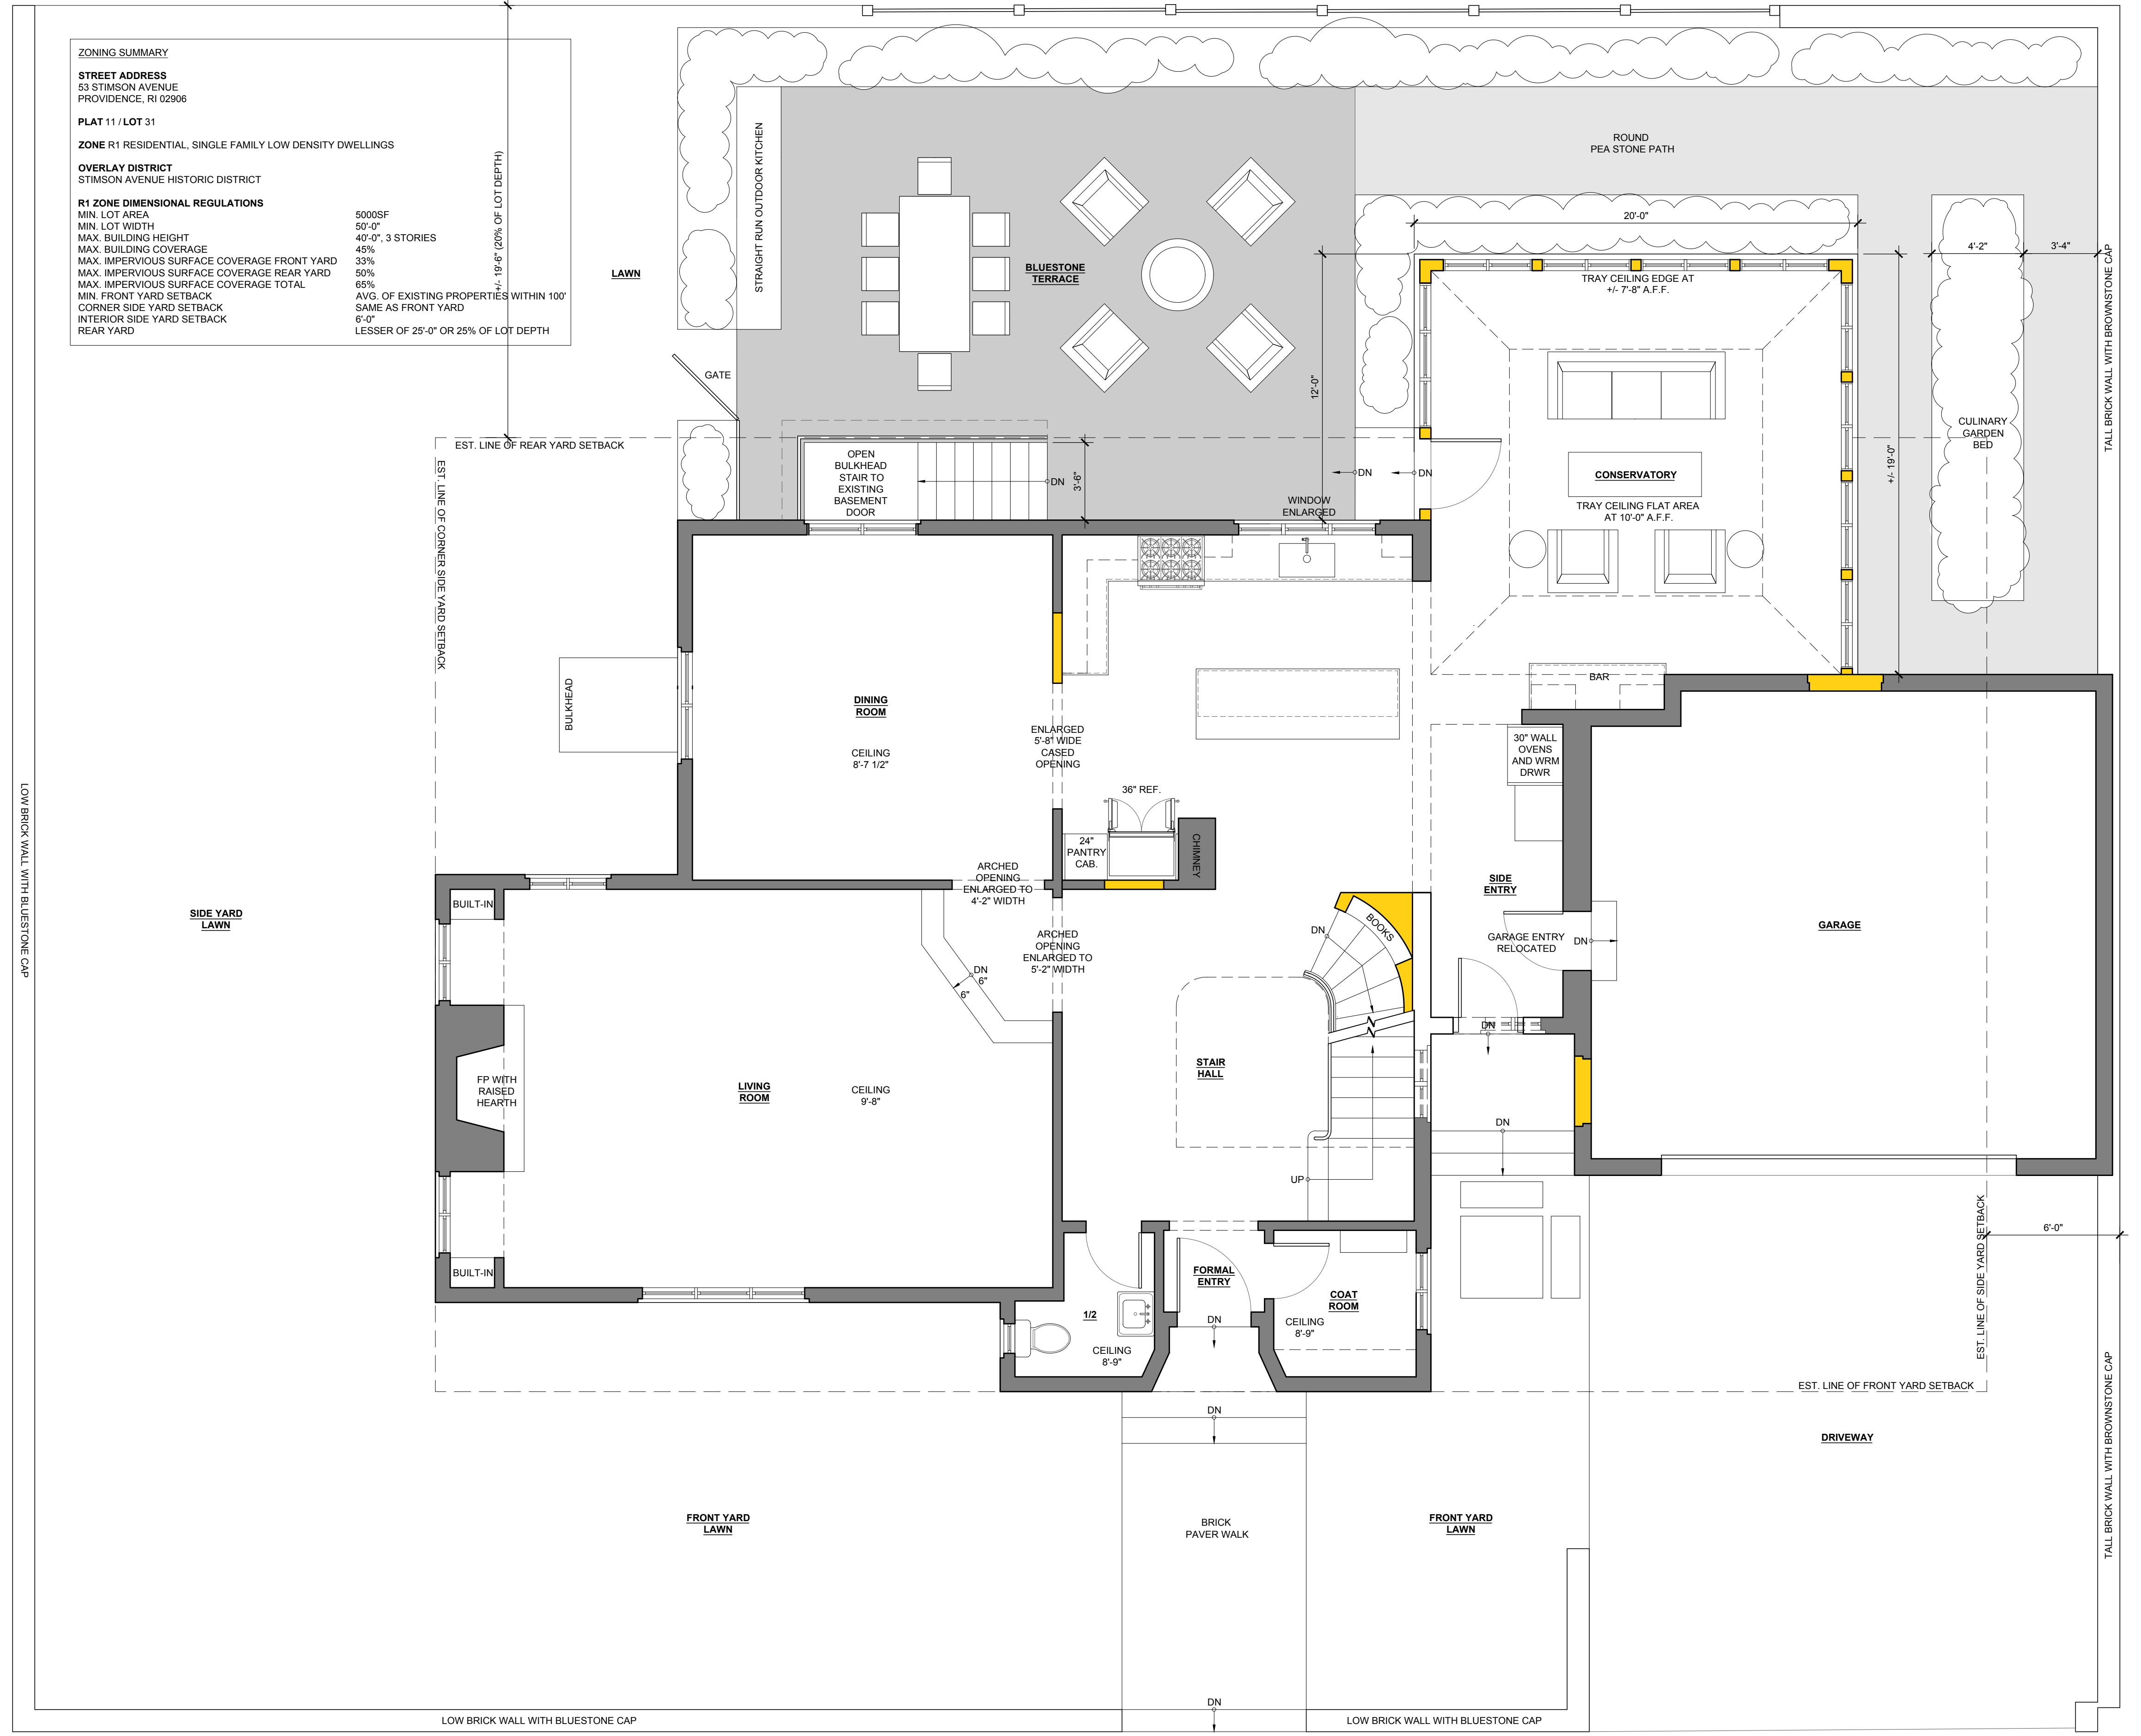 ZONING SUMMARY
STREET ADDRESS
53 STIMSON AVENUE
PROVIDENCE, RI 02906
PLAT 11 / LOT 31
ZONE R1 RESIDENTIAL, SINGLE FAMILY LOW DENSITY DWELLINGS
OVERLAY DISTRICT
STIMSON AVENUE HISTORIC DISTRICT
R1 ZONE DIMENSIONAL REGULATIONS
MIN. LOT AREA 5000SF
MIN. LOT WIDTH 50'-0"
MAX. BUILDING HEIGHT 40'-0", 3 STORIES
MAX. BUILDING COVERAGE 45%
MAX. IMPERVIOUS SURFACE COVERAGE FRONT YARD 33%
MAX. IMPERVIOUS SURFACE COVERAGE REAR YARD 50%
MAX. IMPERVIOUS SURFACE COVERAGE TOTAL 65%
MIN. FRONT YARD SETBACK AVG. OF EXISTING PROPERTIES WITHIN 100'
CORNER SIDE YARD SETBACK SAME AS FRONT YARD
INTERIOR SIDE YARD SETBACK 6'-0"
REAR YARD LESSER OF 25'-0" OR 25% OF LOT DEPTH
+/- 19'-6" (20% OF LOT DEPTH)
LAWN
STRAIGHT RUN OUTDOOR KITCHEN
BLUESTONE
TERRACE
ROUND
PEA STONE PATH
20'-0"
4'-2"
3'-4"
TALL BRICK WALL WITH BROWNSTONE CAP
TRAY CEILING EDGE AT
+/- 7'-8" A.F.F.
12'-0"
GATE
CULINARY
GARDEN
BED
EST. LINE OF REAR YARD SETBACK
EST. LINE OF CORNER SIDE YARD SETBACK
OPEN
BULKHEAD
STAIR TO
EXISTING
BASEMENT
DOOR
DN
3'-6"
DN
DN
WINDOW
ENLARGED
CONSERVATORY
TRAY CEILING FLAT AREA
AT 10'-0" A.F.F.
+/- 19'-0"
BULKHEAD
DINING
ROOM
CEILING
8'-7 1/2"
ENLARGED
5'-8" WIDE
CASED
OPENING
BAR
30" WALL
OVENS
AND WRM
DRWR
36" REF.
24"
PANTRY
CAB.
CHIMNEY
ARCHED
OPENING
ENLARGED TO
4'-2" WIDTH
SIDE
ENTRY
LOW BRICK WALL WITH BLUESTONE CAP
SIDE YARD
LAWN
BUILT-IN
ARCHED
OPENING
ENLARGED TO
5'-2" WIDTH
DN
BOOKS
GARAGE ENTRY
RELOCATED
DN
GARAGE
DN
6"
6"
DN
FP WITH
RAISED
HEARTH
LIVING
ROOM
CEILING
9'-8"
STAIR
HALL
DN
UP
BUILT-IN
EST. LINE OF SIDE YARD SETBACK
6'-0"
FORMAL
ENTRY
COAT
ROOM
1/2
CEILING
8'-9"
DN
CEILING
8'-9"
EST. LINE OF FRONT YARD SETBACK
DN
DRIVEWAY
TALL BRICK WALL WITH BROWNSTONE CAP
FRONT YARD
LAWN
BRICK
PAVER WALK
FRONT YARD
LAWN
DN
LOW BRICK WALL WITH BLUESTONE CAP
LOW BRICK WALL WITH BLUESTONE CAP